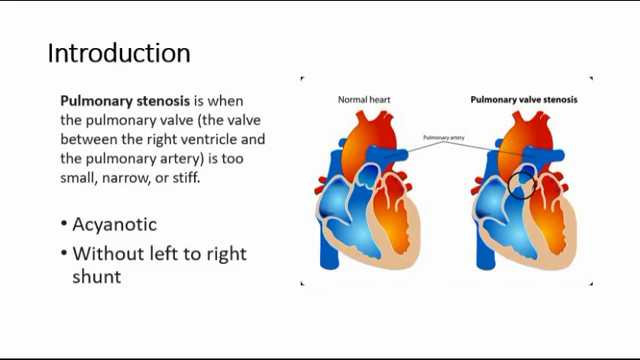 Introduction
Pulmonary stenosis is when
the pulmonary valve (the valve
between the right ventricle and
the pulmonary artery) is too
small, narrow, or stiff.
• Acyanotic
• Without left to right
shunt
Normal heart
Pulmonary valve stenosis
Pulmonary artery